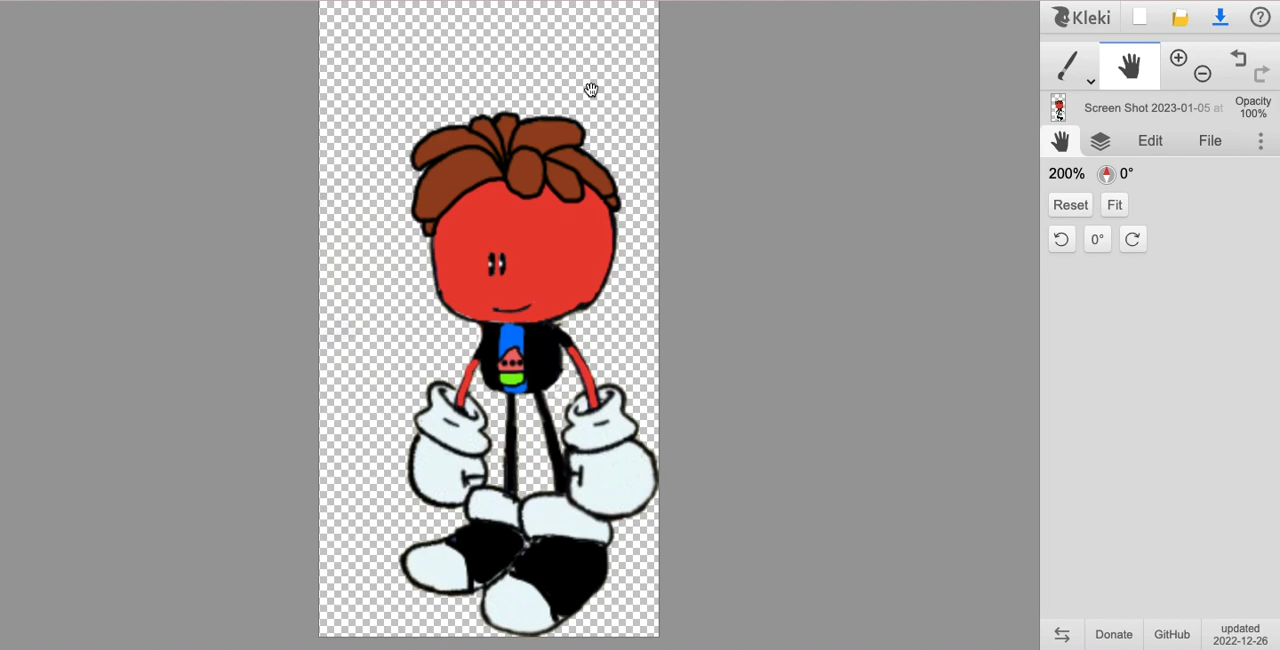 Kleki
Screen Shot 2023-01-05 at
Opacity
100%
Edit
File
200%
0°
Reset
Fit
0°
Donate
GitHub
updated
2022-12-26